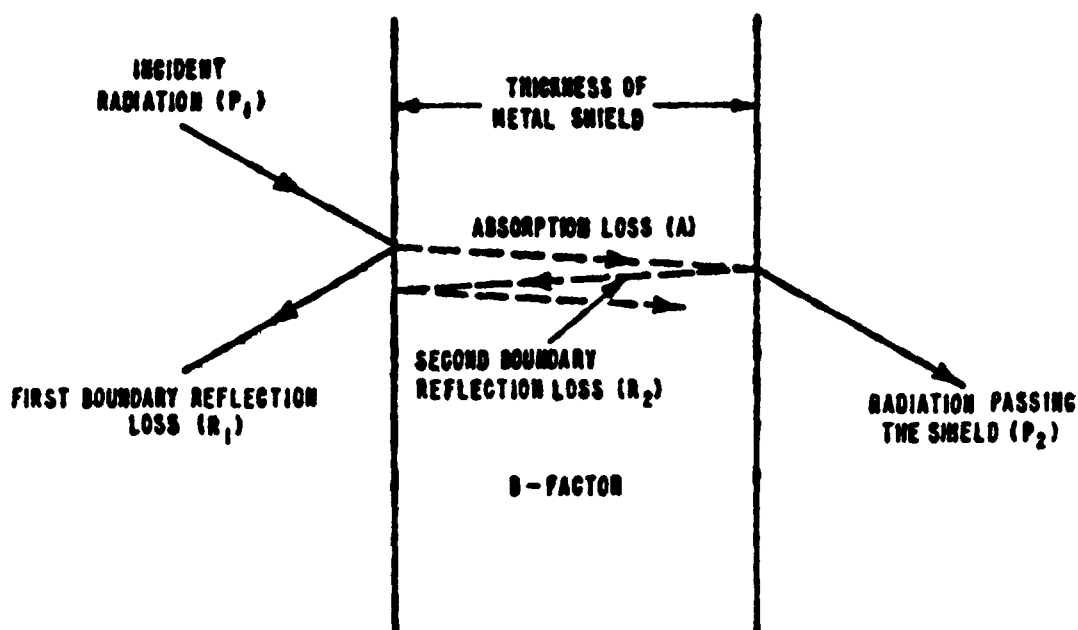 INCIDENT
RADIATION (P₁)
THICKNESS OF
METAL SHIELD
ABSORPTION LOSS (A)
SECOND BOUNDARY
REFLECTION LOSS (R₂)
FIRST BOUNDARY REFLECTION
LOSS (R₁)
RADIATION PASSING
THE SHIELD (P₂)
B-FACTOR